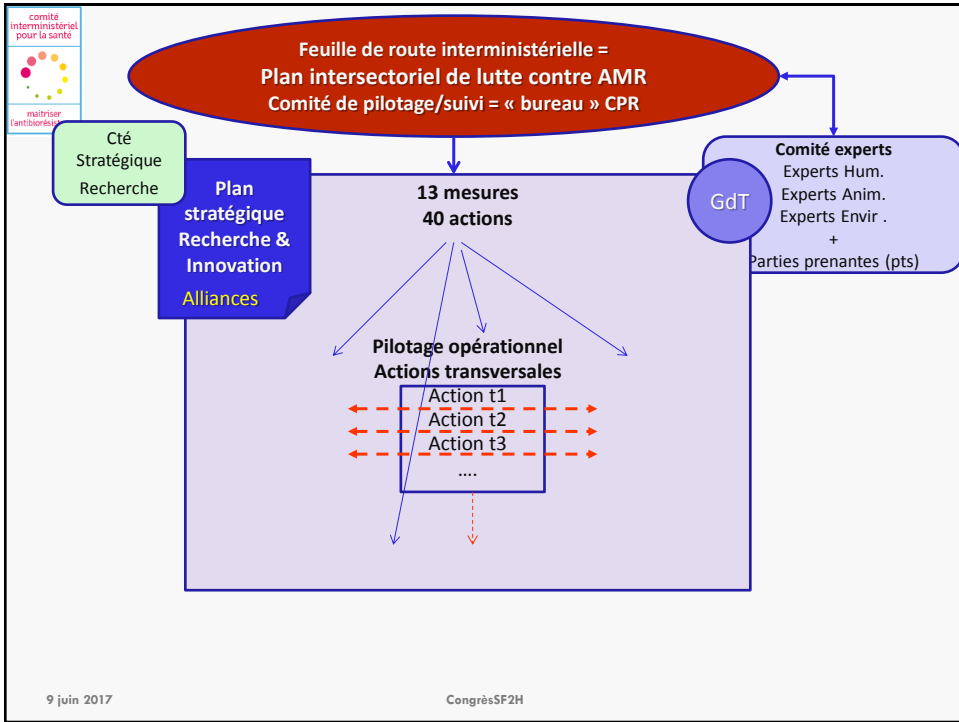 comité
interministériel
pour la santé
maîtriser
l'antibiorésis
Feuille de route interministérielle =
Plan intersectoriel de lutte contre AMR
Comité de pilotage/suivi = « bureau » CPR
Cté
Stratégique
Recherche
Plan
stratégique
Recherche &
Innovation
Alliances
13 mesures
40 actions
GdT
Comité experts
Experts Hum.
Experts Anim.
Experts Envir .
+
Parties prenantes (pts)
Pilotage opérationnel
Actions transversales
Action t1
Action t2
Action t3
....
9 juin 2017
CongrèsSF2H